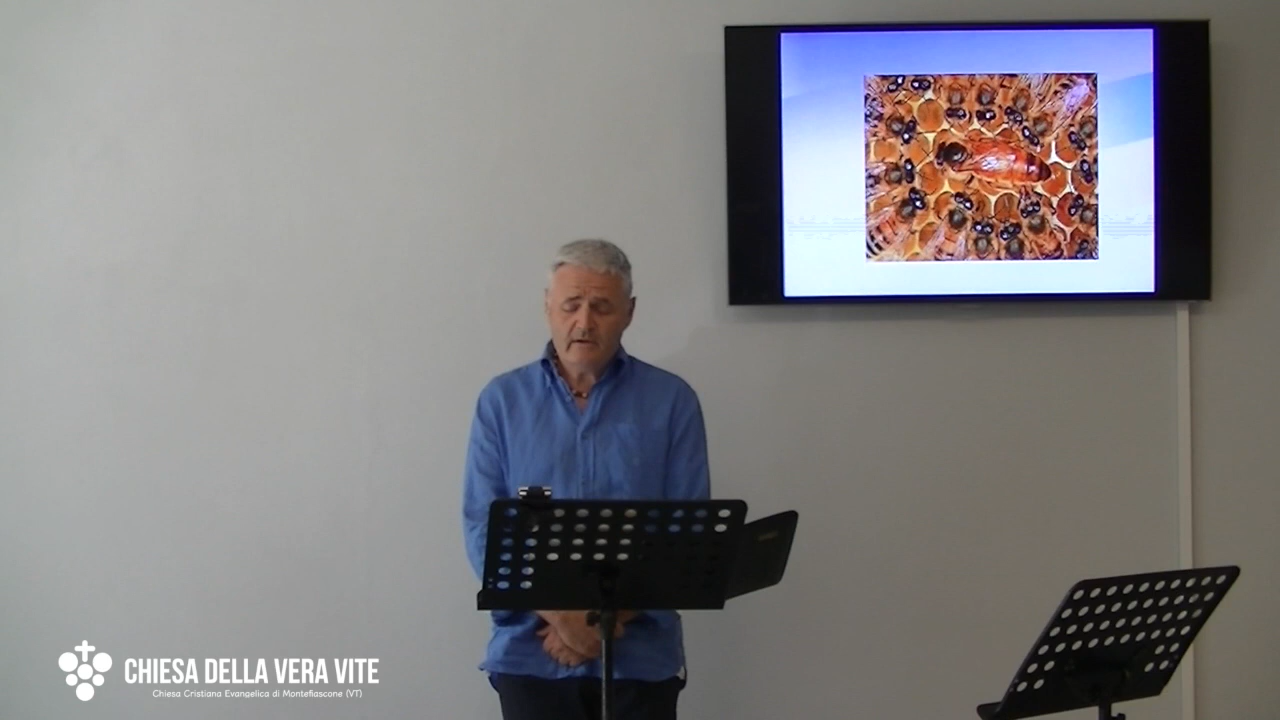 CHIESA DELLA VERA VITE
Chiesa Cristiana Evangelica di Montefiascone (VT)